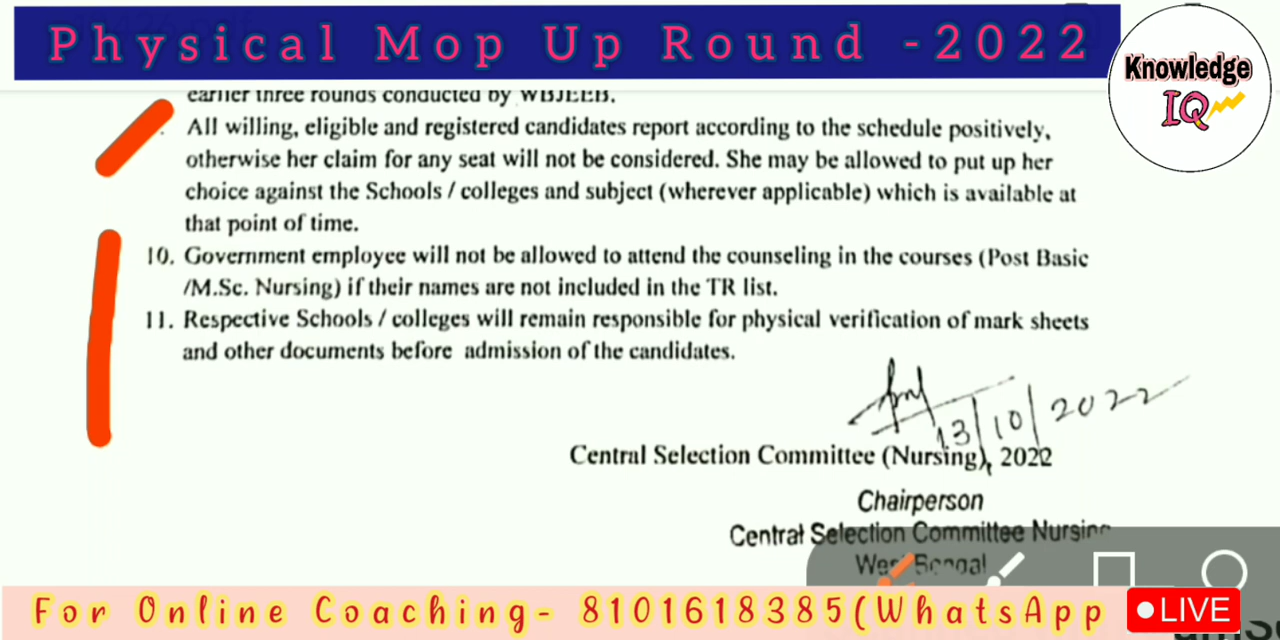 Physical Mop Up Round -2022
Knowledge
IQ
earlier three rounds conducted by WBJEEB.
All willing, eligible and registered candidates report according to the schedule positively,
otherwise her claim for any seat will not be considered. She may be allowed to put up her
choice against the Schools / colleges and subject (wherever applicable) which is available at
that point of time.
10. Government employee will not be allowed to attend the counseling in the courses (Post Basic
/M.Sc. Nursing) if their names are not included in the TR list.
11. Respective Schools / colleges will remain responsible for physical verification of mark sheets
and other documents before admission of the candidates.
13/10/2022
Central Selection Committee (Nursing), 2022
Chairperson
Central Selection Committee Nursing
West Bengal
For Online Coaching- 8101618385(WhatsApp
LIVE